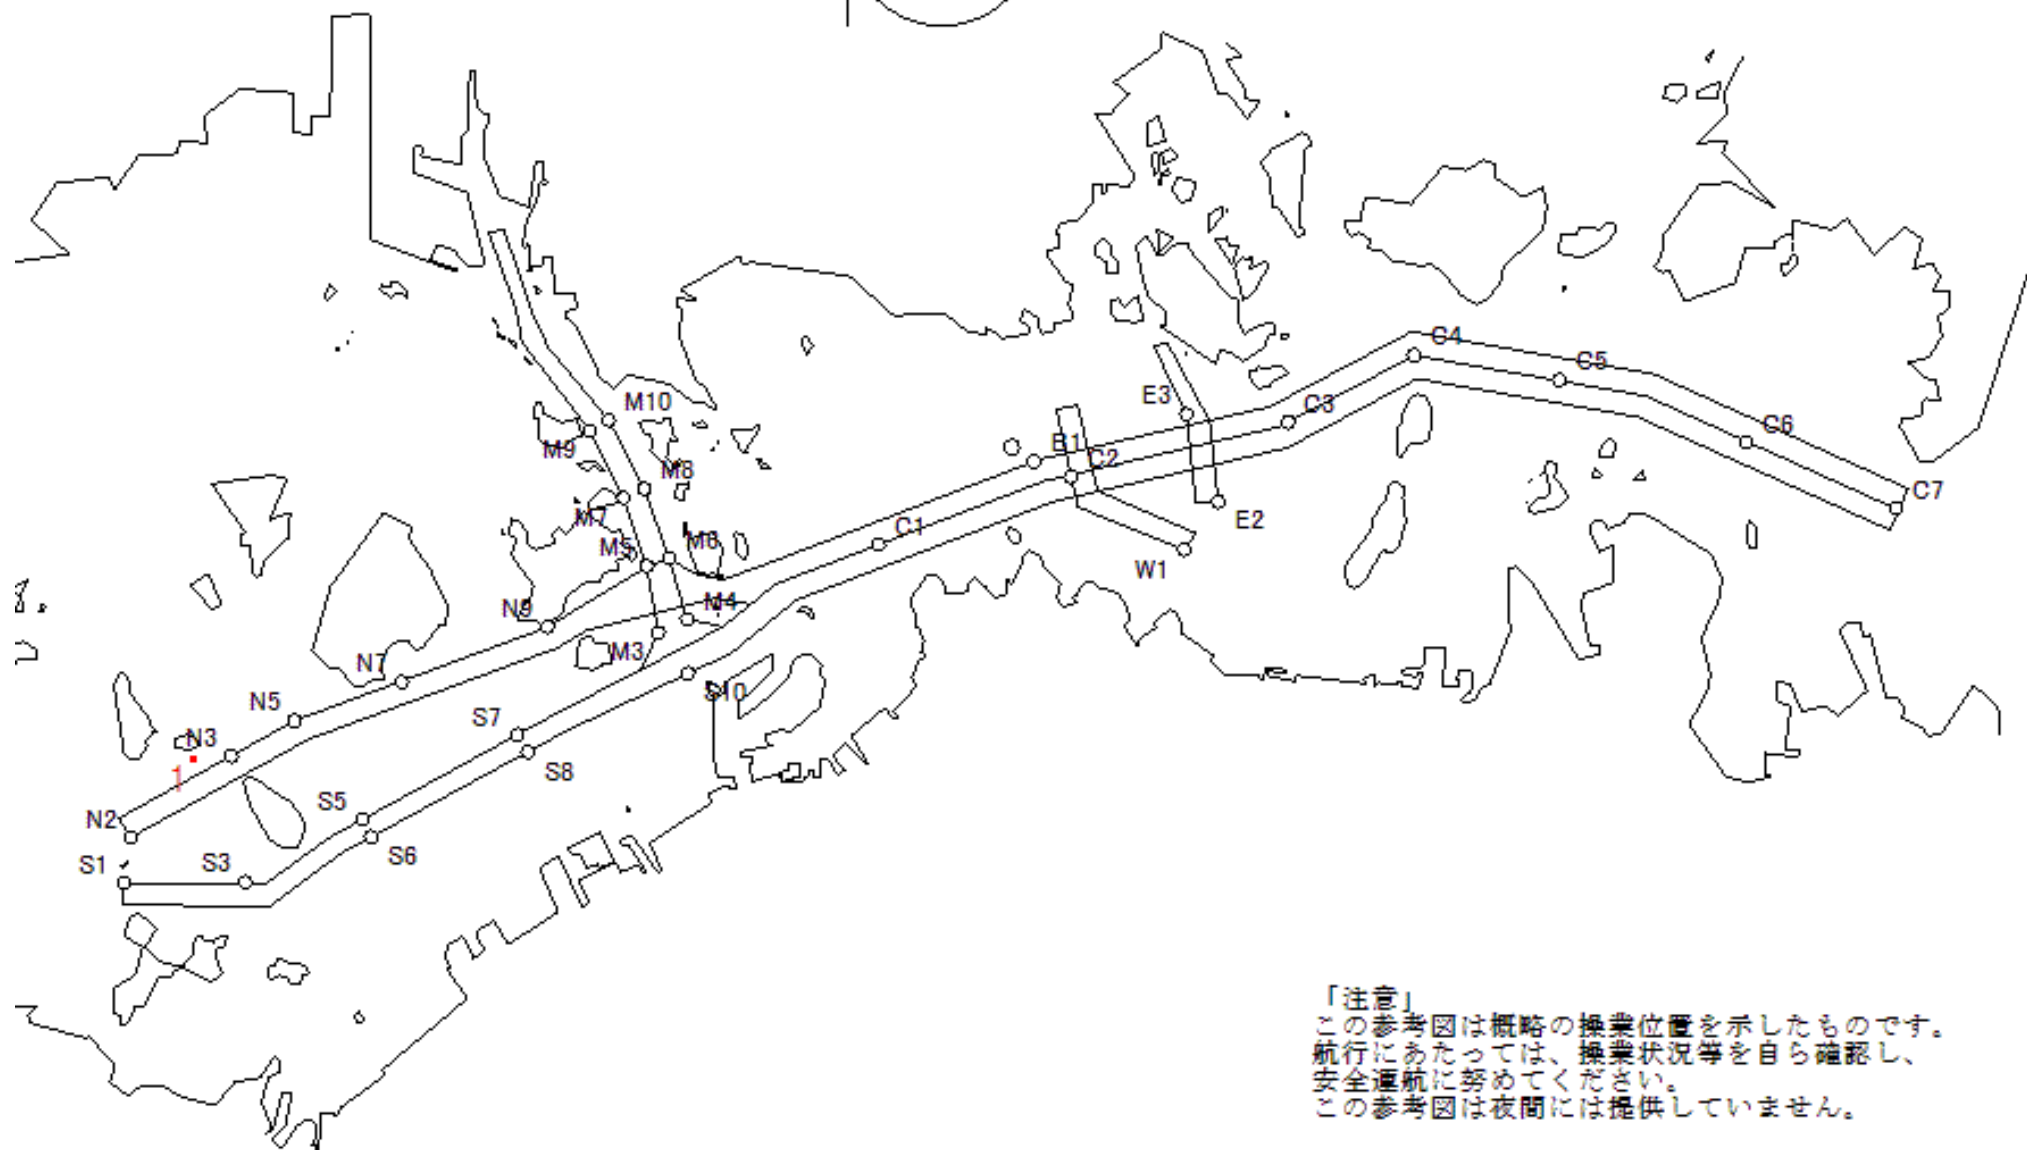 C4
C5
E3
M10
C3
C6
B1
M9
C2
M8
C7
M7
E2
C1
M5
M6
W1
N9
M4
M3
N7
S10
N5
S7
N3
S8
1
S5
N2
S6
S1
S3
「注意」
この参考図は概略の操業位置を示したものです。
航行にあたっては、操業状況等を自ら確認し、
安全運航に努めてください。
この参考図は夜間には提供していません。